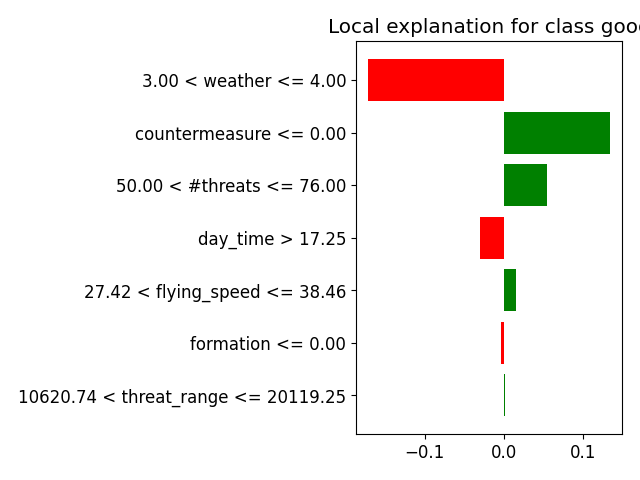 Local explanation for class goo
3.00 < weather <= 4.00
countermeasure <= 0.00
50.00 < #threats <= 76.00
day_time > 17.25
27.42 < flying_speed <= 38.46
formation <= 0.00
10620.74 < threat_range <= 20119.25
−0.1 0.0 0.1